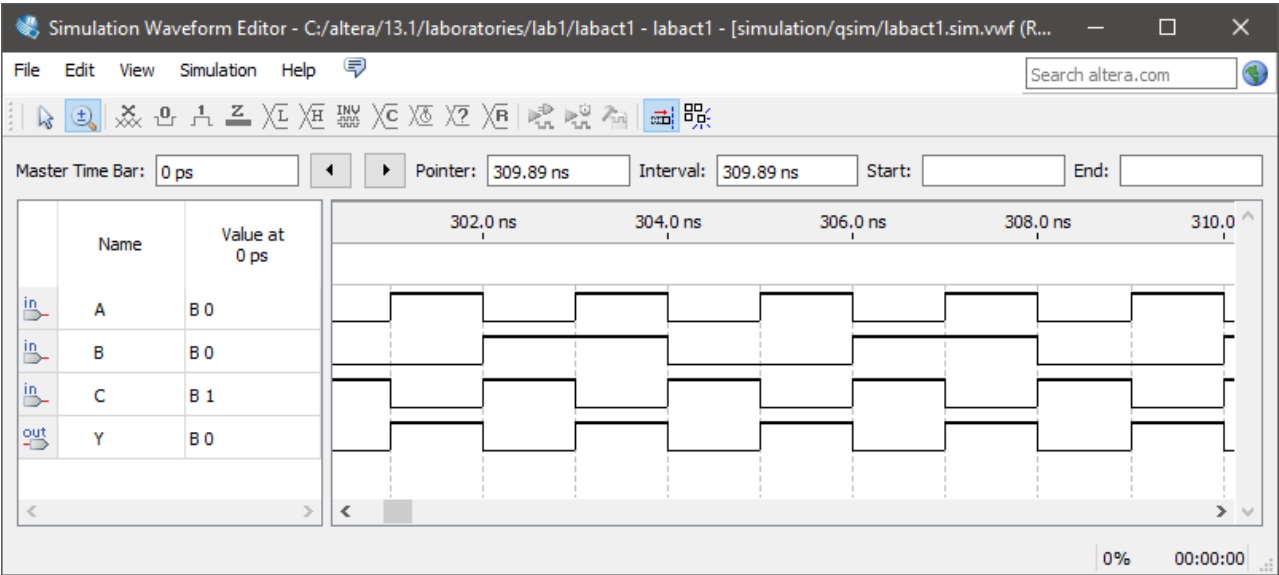 Simulation Waveform Editor - C:/altera/13.1/laboratories/lab1/labact1 - labact1 - [simulation/qsim/labact1.sim.vwf (R...
File Edit View Simulation Help Search altera.com
X 0 1 Z L H INV C ? R
Master Time Bar: 0 ps Pointer: 309.89 ns Interval: 309.89 ns Start: End:
Name Value at 0 ps 302.0 ns 304.0 ns 306.0 ns 308.0 ns 310.0
in A B 0
in B B 0
in C B 1
out Y B 0
0% 00:00:00